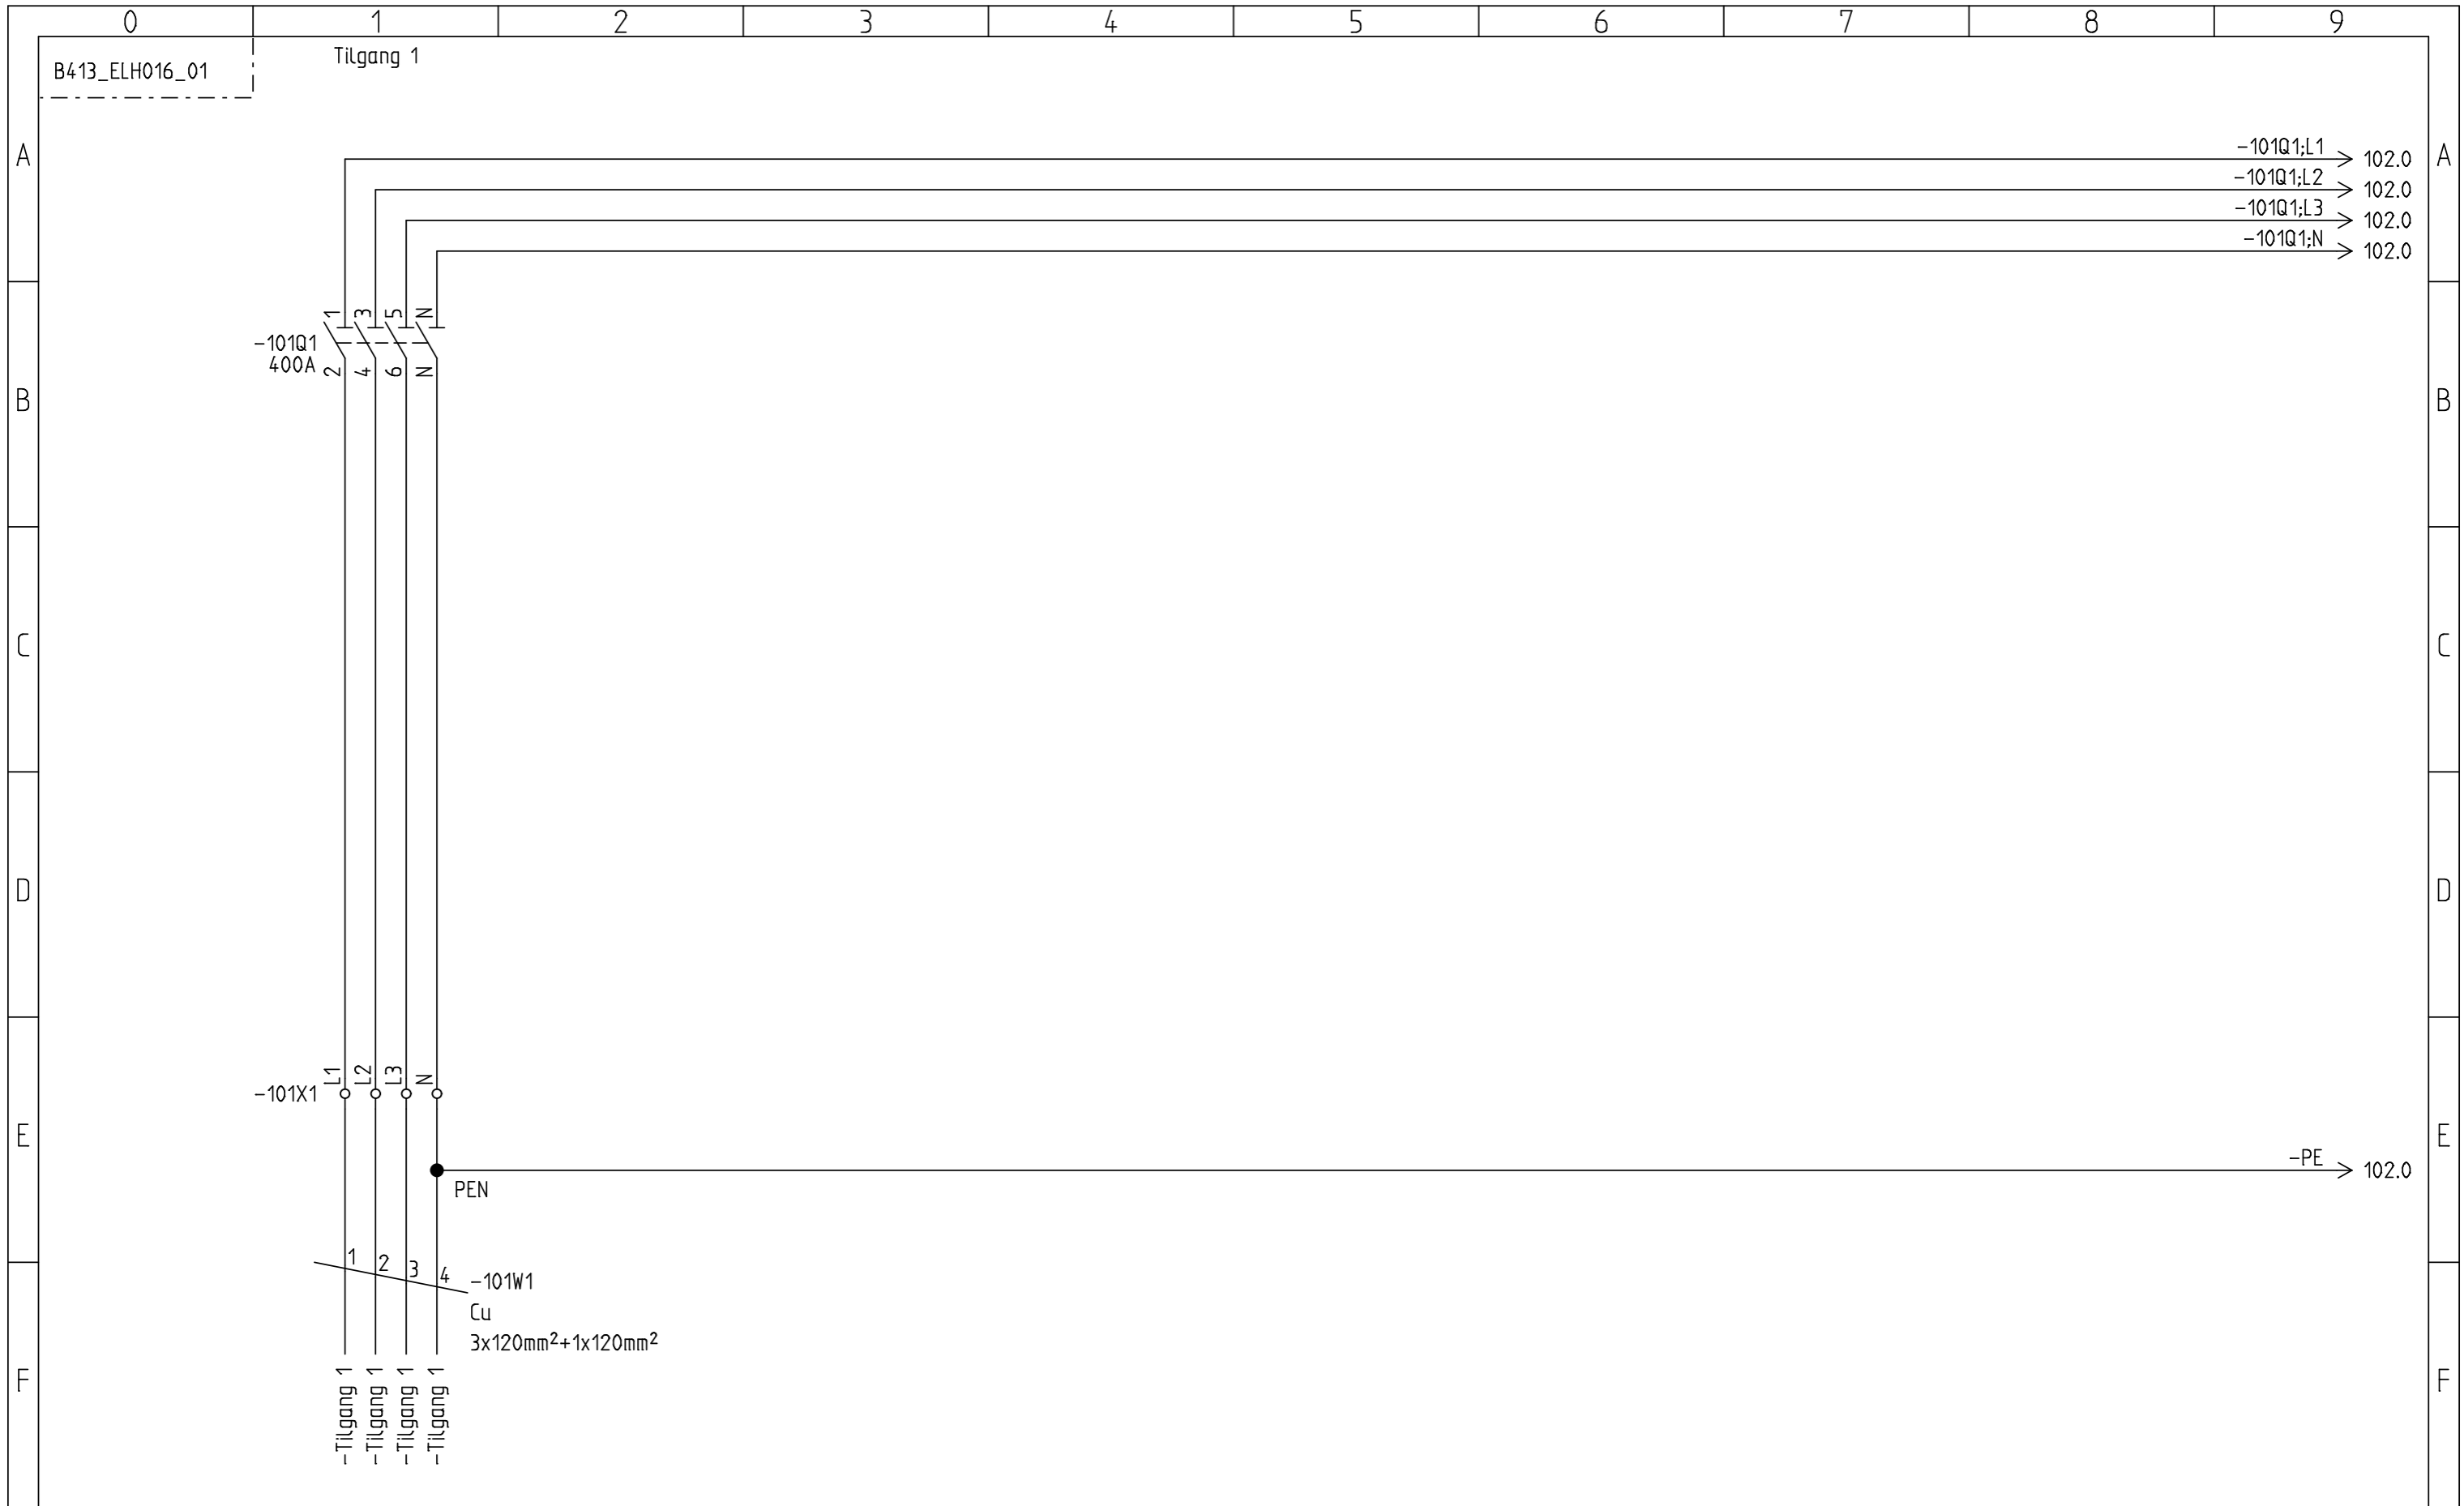 0 1 2 3 4 5 6 7 8 9
B413_ELH016_01
Tilgang 1
A A
-101Q1;L1 102.0
-101Q1;L2 102.0
-101Q1;L3 102.0
-101Q1;N 102.0
1 3 5 N
-101Q1
400A
2 4 6 N
B B
C C
D D
L1 L2 L3 N
-101X1
E E
-PE 102.0
PEN
1 2 3 4
-101W1
Cu
3x120mm²+1x120mm²
F F
-Tilgang 1
-Tilgang 1
-Tilgang 1
-Tilgang 1